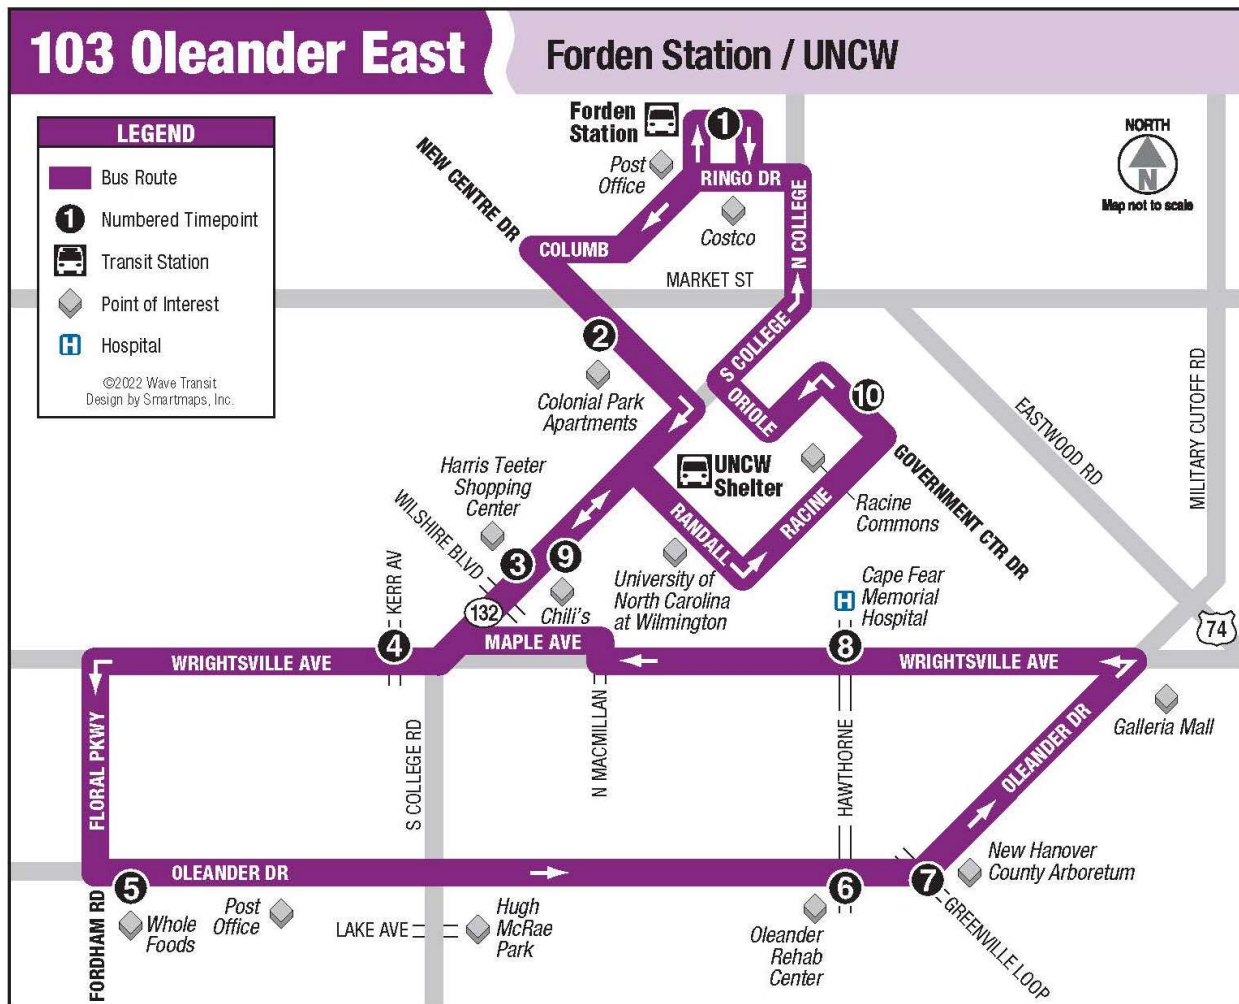 103 Oleander East
Forden Station / UNCW
LEGEND
Bus Route
1 Numbered Timepoint
Transit Station
Point of Interest
H Hospital
©2022 Wave Transit
Design by Smartmaps, Inc.
NORTH
N
Map not to scale
Forden
Station
1
Post
Office
RINGO DR
Costco
N COLLEGE
NEW CENTRE DR
COLUMB
MARKET ST
2
Colonial Park
Apartments
S COLLEGE
ORIOLE
10
GOVERNMENT CTR DR
EASTWOOD RD
MILITARY CUTOFF RD
Harris Teeter
Shopping
Center
UNCW
Shelter
RANDALL
RACINE
Racine
Commons
WILSHIRE BLVD
3
9
132
Chili's
University of
North Carolina
at Wilmington
H
Cape Fear
Memorial
Hospital
74
KERR AV
4
MAPLE AVE
8
WRIGHTSVILLE AVE
WRIGHTSVILLE AVE
Galleria Mall
FLORAL PKWY
S COLLEGE RD
N MACMILLAN
HAWTHORNE
OLEANDER DR
OLEANDER DR
5
6
7
New Hanover
County Arboretum
FORDHAM RD
Whole
Foods
Post
Office
LAKE AVE
Hugh
McRae
Park
Oleander
Rehab
Center
GREENVILLE LOOP